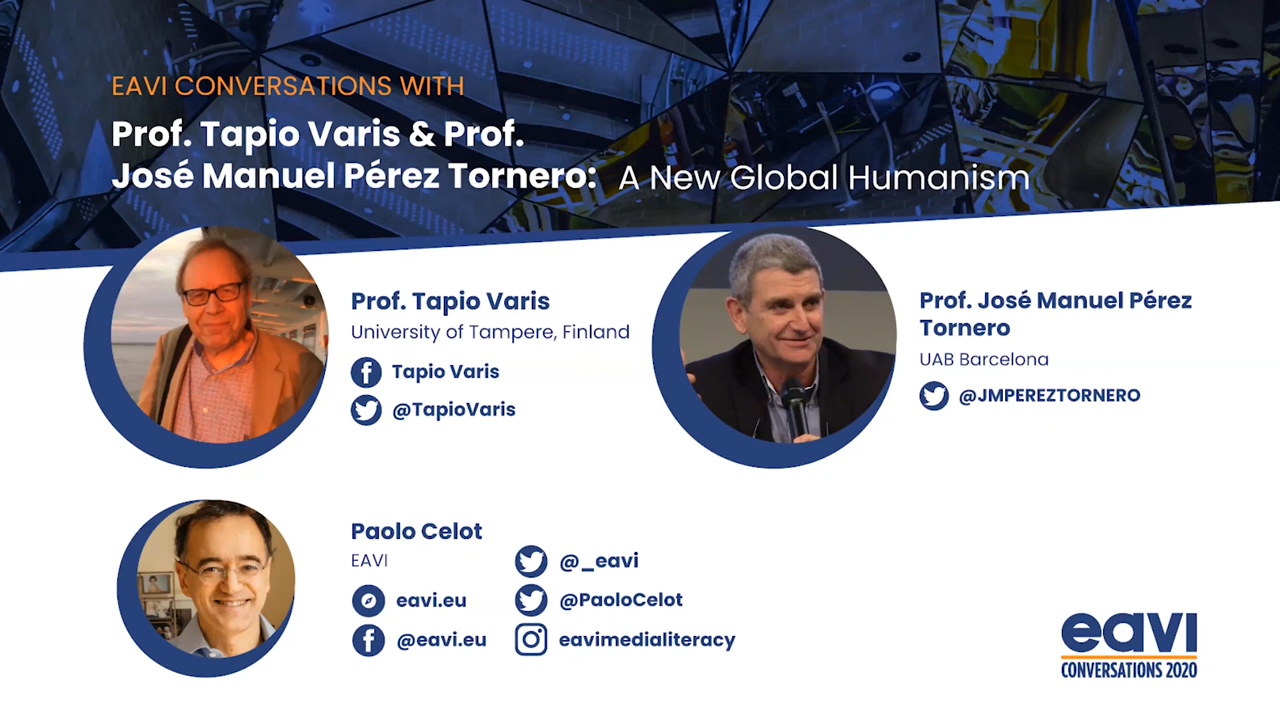 EAVI CONVERSATIONS WITH
Prof. Tapio Varis & Prof.
José Manuel Pérez Tornero: A New Global Humanism
Prof. Tapio Varis
University of Tampere, Finland
Tapio Varis
@TapioVaris
Prof. José Manuel Pérez
Tornero
UAB Barcelona
@JMPEREZTORNERO
Paolo Celot
EAVI
eavi.eu
@eavi.eu
@_eavi
@PaoloCelot
eavimedialiteracy
eavi
CONVERSATIONS 2020